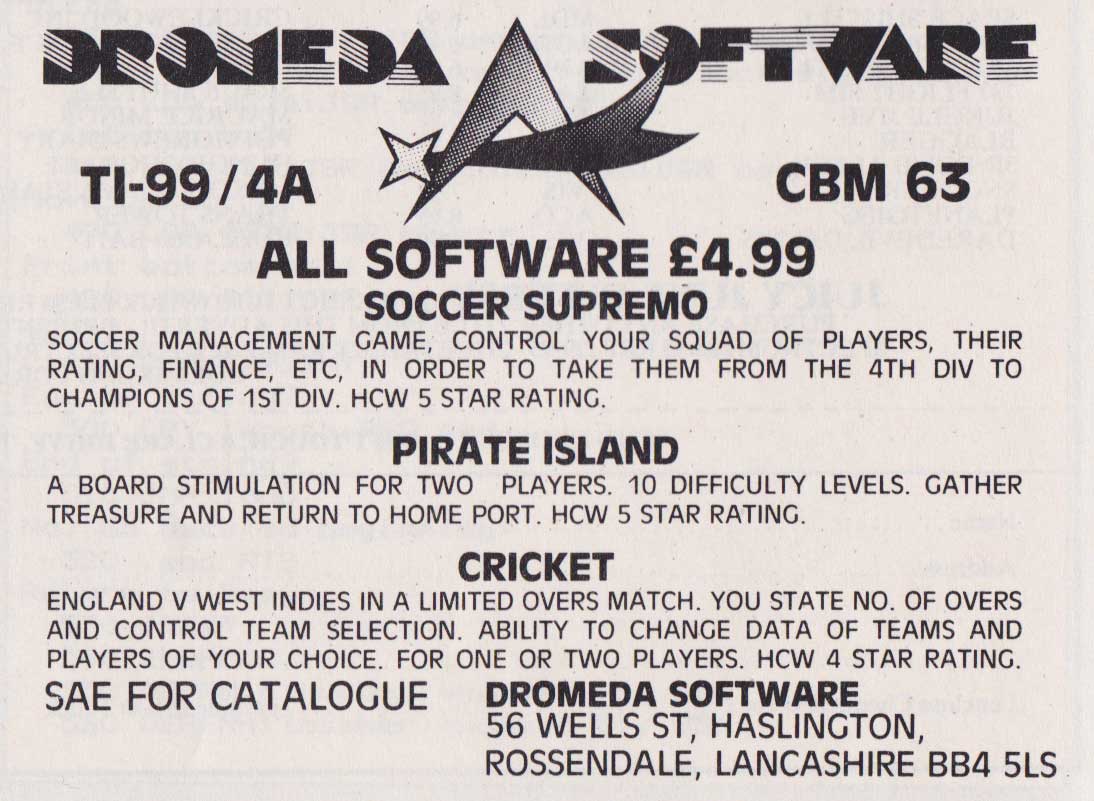 DROMEDA SOFTWARE
TI-99/4A CBM 63
ALL SOFTWARE £4.99
SOCCER SUPREMO
SOCCER MANAGEMENT GAME, CONTROL YOUR SQUAD OF PLAYERS, THEIR
RATING, FINANCE, ETC, IN ORDER TO TAKE THEM FROM THE 4TH DIV TO
CHAMPIONS OF 1ST DIV. HCW 5 STAR RATING.
PIRATE ISLAND
A BOARD STIMULATION FOR TWO PLAYERS. 10 DIFFICULTY LEVELS. GATHER
TREASURE AND RETURN TO HOME PORT. HCW 5 STAR RATING.
CRICKET
ENGLAND V WEST INDIES IN A LIMITED OVERS MATCH. YOU STATE NO. OF OVERS
AND CONTROL TEAM SELECTION. ABILITY TO CHANGE DATA OF TEAMS AND
PLAYERS OF YOUR CHOICE. FOR ONE OR TWO PLAYERS. HCW 4 STAR RATING.
SAE FOR CATALOGUE
DROMEDA SOFTWARE
56 WELLS ST, HASLINGTON,
ROSSENDALE, LANCASHIRE BB4 5LS